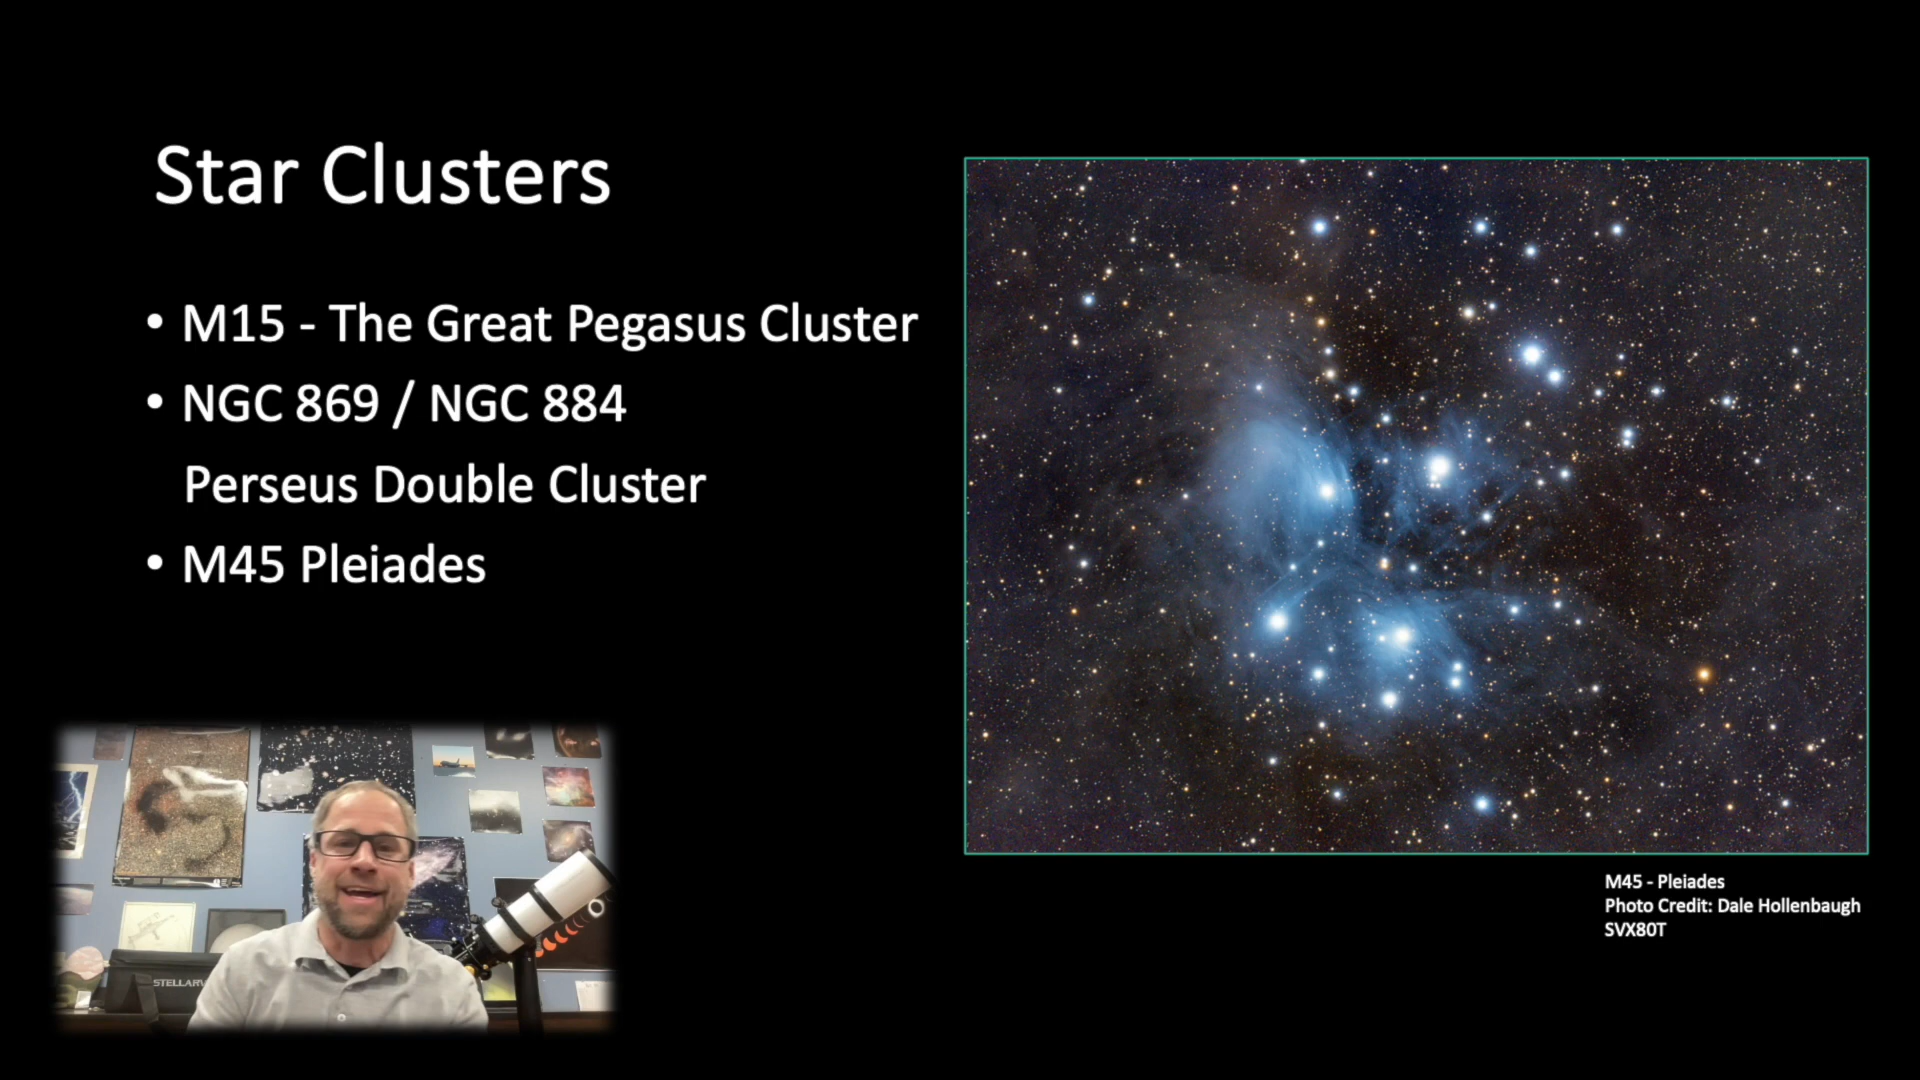 Star Clusters
• M15 - The Great Pegasus Cluster
• NGC 869 / NGC 884
Perseus Double Cluster
• M45 Pleiades
M45 - Pleiades
Photo Credit: Dale Hollenbaugh
SVX80T
STELLARV